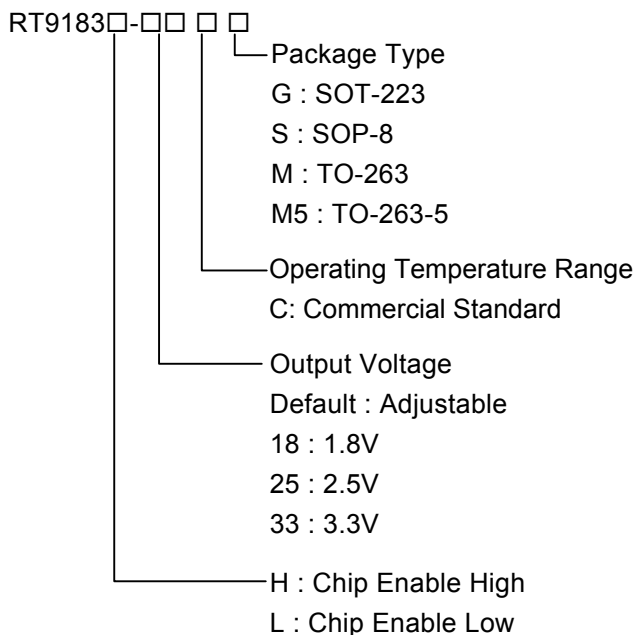 RT9183□-□□ □ □
Package Type
G : SOT-223
S : SOP-8
M : TO-263
M5 : TO-263-5
Operating Temperature Range
C: Commercial Standard
Output Voltage
Default : Adjustable
18 : 1.8V
25 : 2.5V
33 : 3.3V
H : Chip Enable High
L : Chip Enable Low